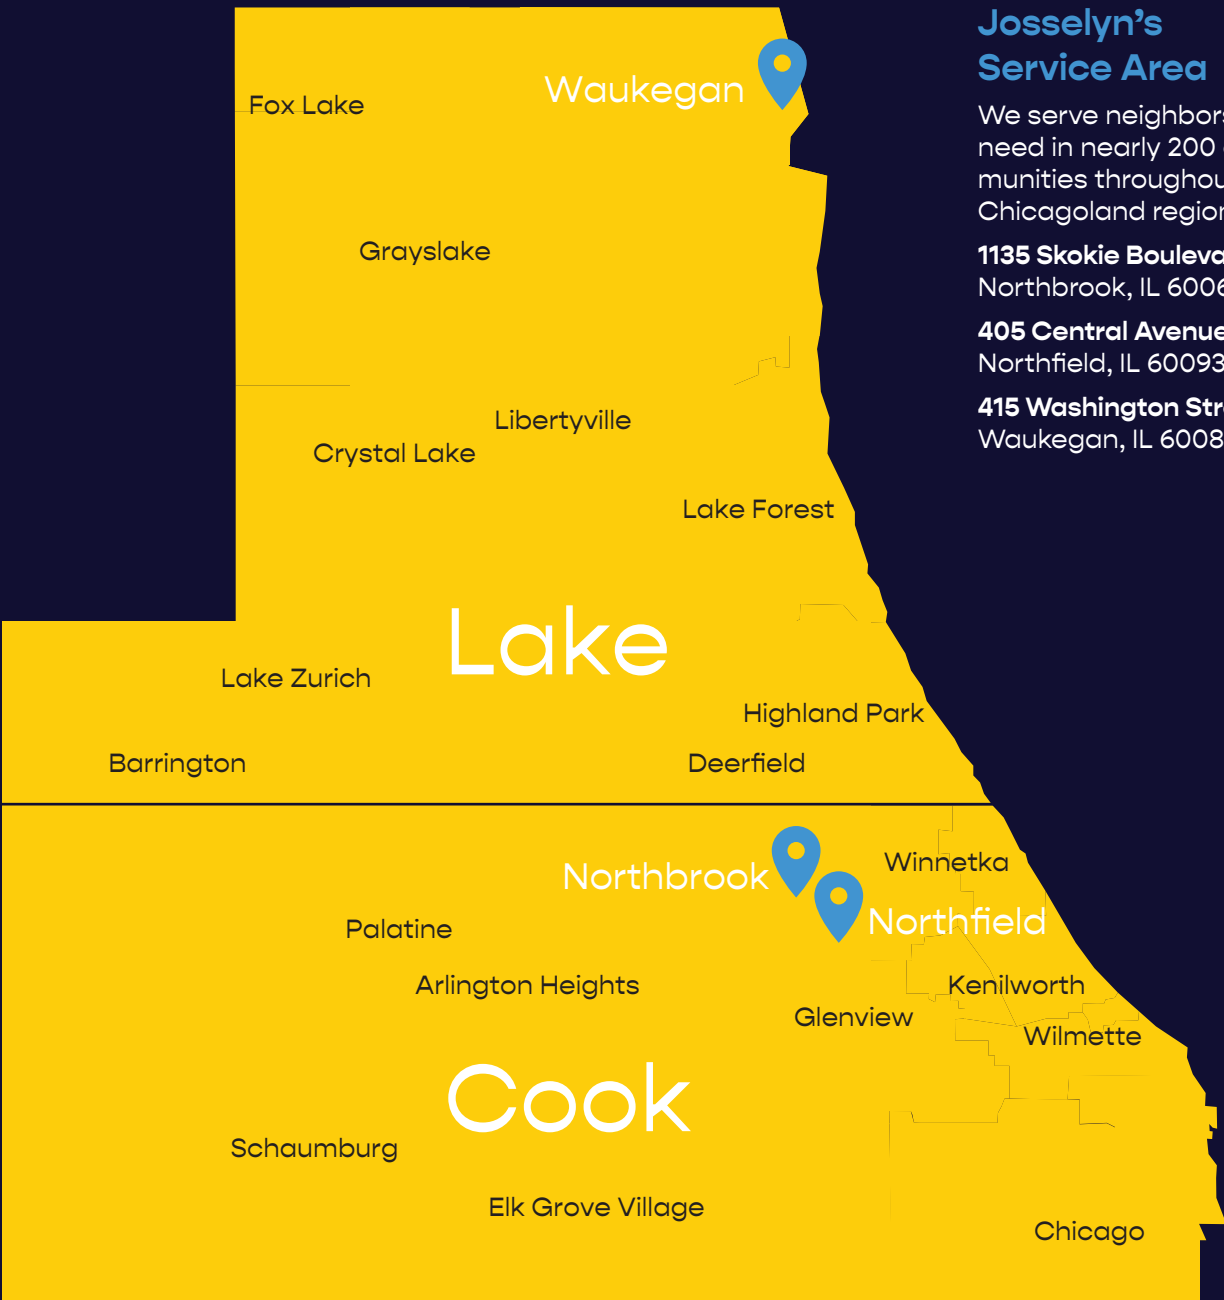 Josselyn’s
Service Area
We serve neighbors
need in nearly 200
munities throughou
Chicagoland region
1135 Skokie Bouleva
Northbrook, IL 6006
405 Central Avenue
Northfield, IL 60093
415 Washington Str
Waukegan, IL 6008
Waukegan
Fox Lake
Grayslake
Libertyville
Crystal Lake
Lake Forest
Lake
Lake Zurich
Highland Park
Barrington
Deerfield
Winnetka
Northbrook
Northfield
Palatine
Arlington Heights
Kenilworth
Glenview
Wilmette
Cook
Schaumburg
Elk Grove Village
Chicago